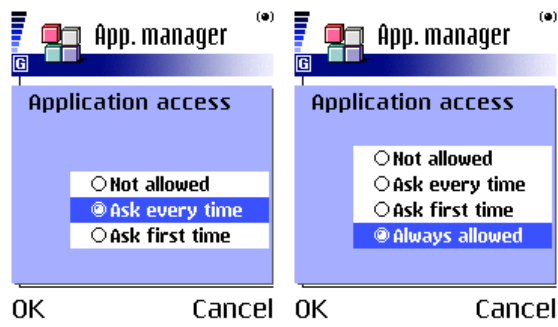 App. manager
G
Application access
Not allowed
Ask every time
Ask first time
OK Cancel
App. manager
G
Application access
Not allowed
Ask every time
Ask first time
Always allowed
OK Cancel